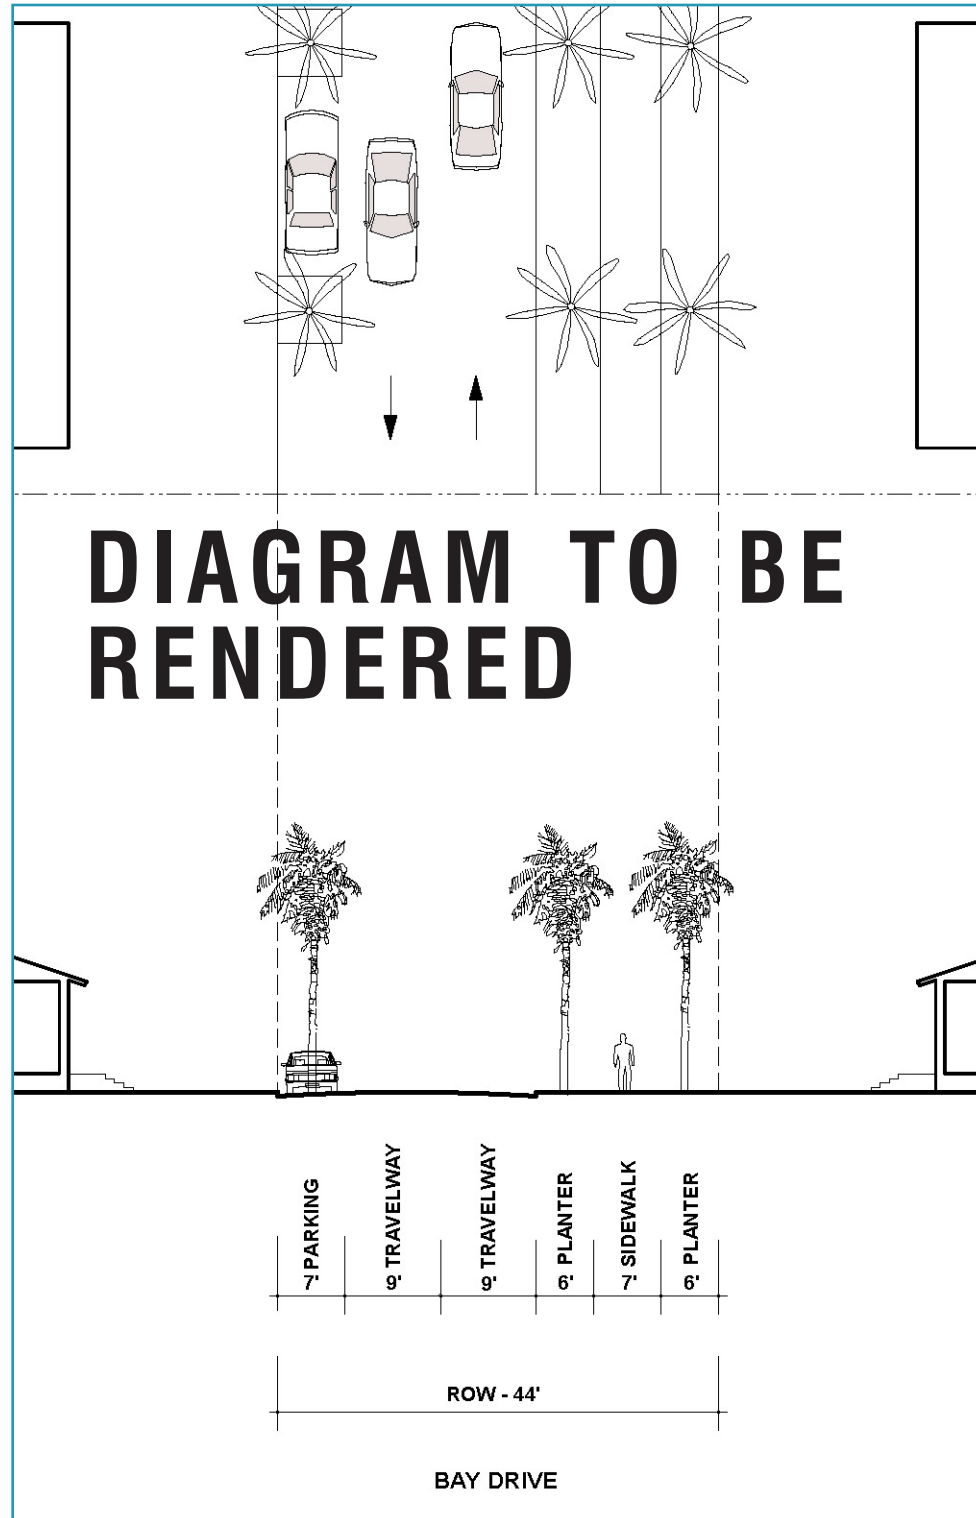 DIAGRAM TO BE
RENDERED
7' PARKING
9' TRAVELWAY
9' TRAVELWAY
6' PLANTER
7' SIDEWALK
6' PLANTER
ROW - 44'
BAY DRIVE